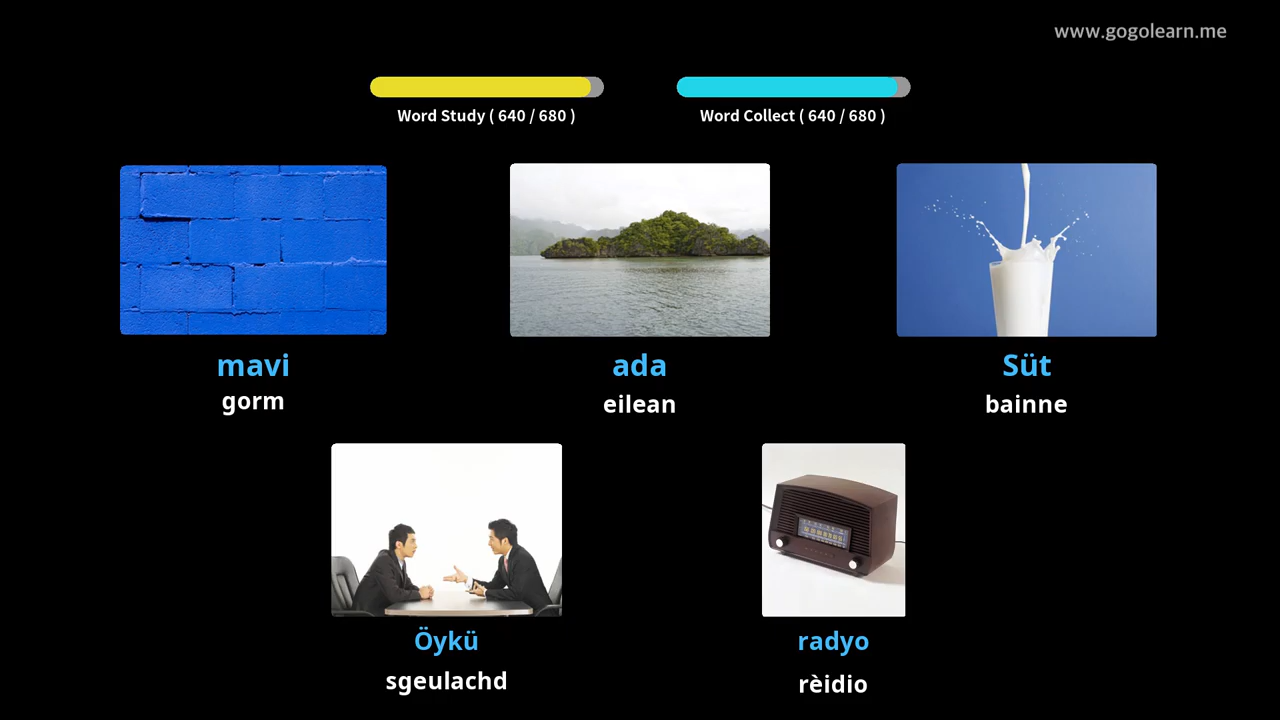 www.gogolearn.me
Word Study ( 640 / 680 )
Word Collect ( 640 / 680 )
mavi
gorm
ada
eilean
Süt
bainne
Öykü
sgeulachd
radyo
rèidio